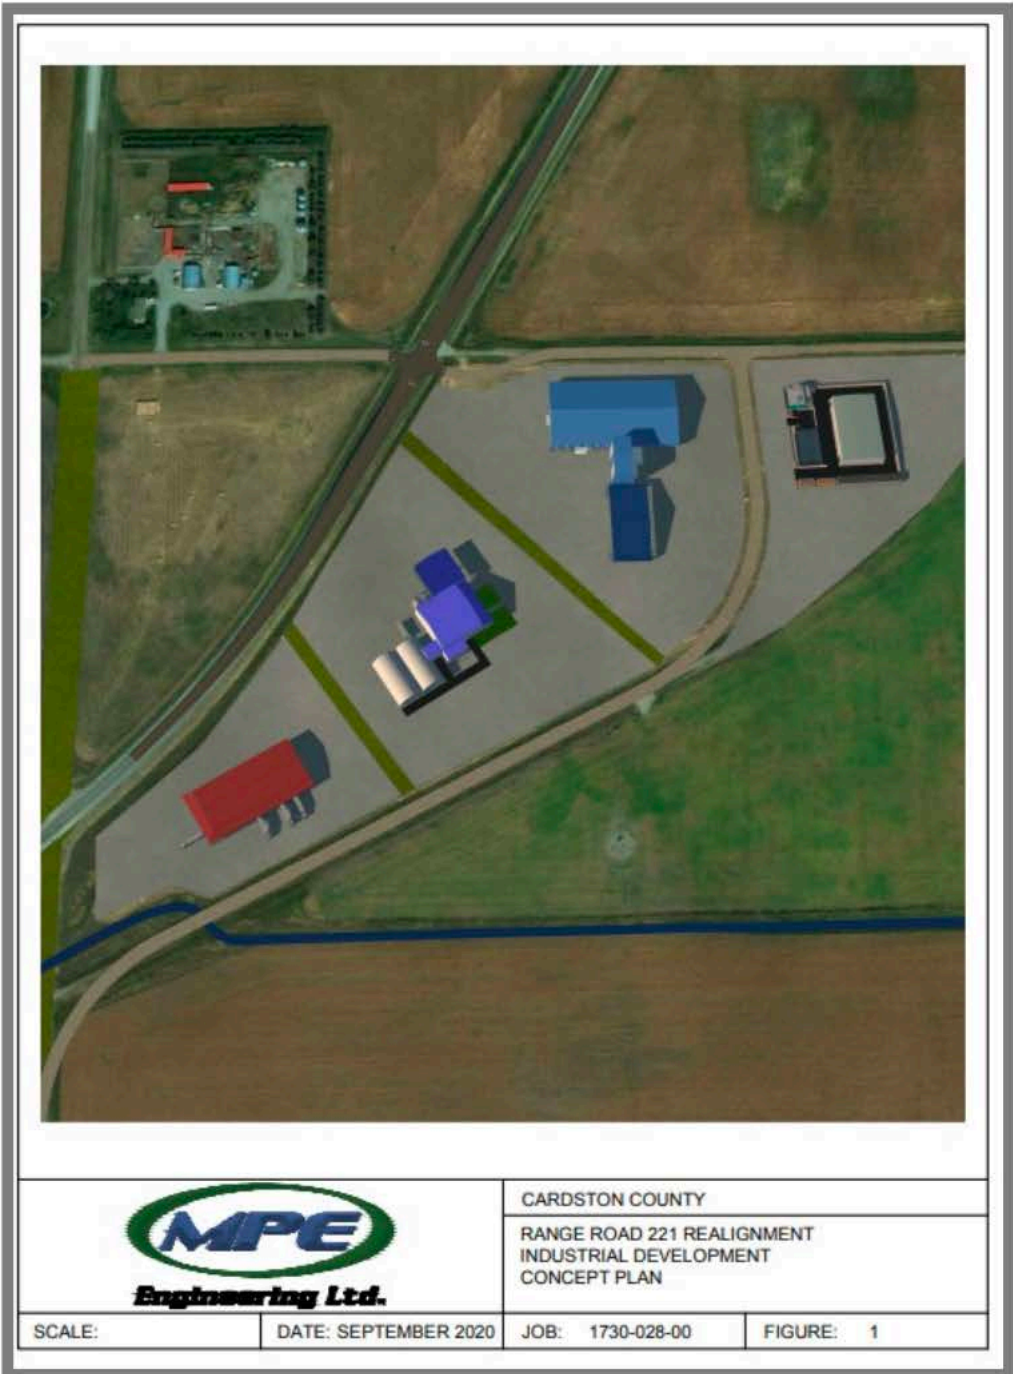 MPE
Engineering Ltd.
CARDSTON COUNTY
RANGE ROAD 221 REALIGNMENT
INDUSTRIAL DEVELOPMENT
CONCEPT PLAN
SCALE:
DATE: SEPTEMBER 2020
JOB: 1730-028-00
FIGURE: 1